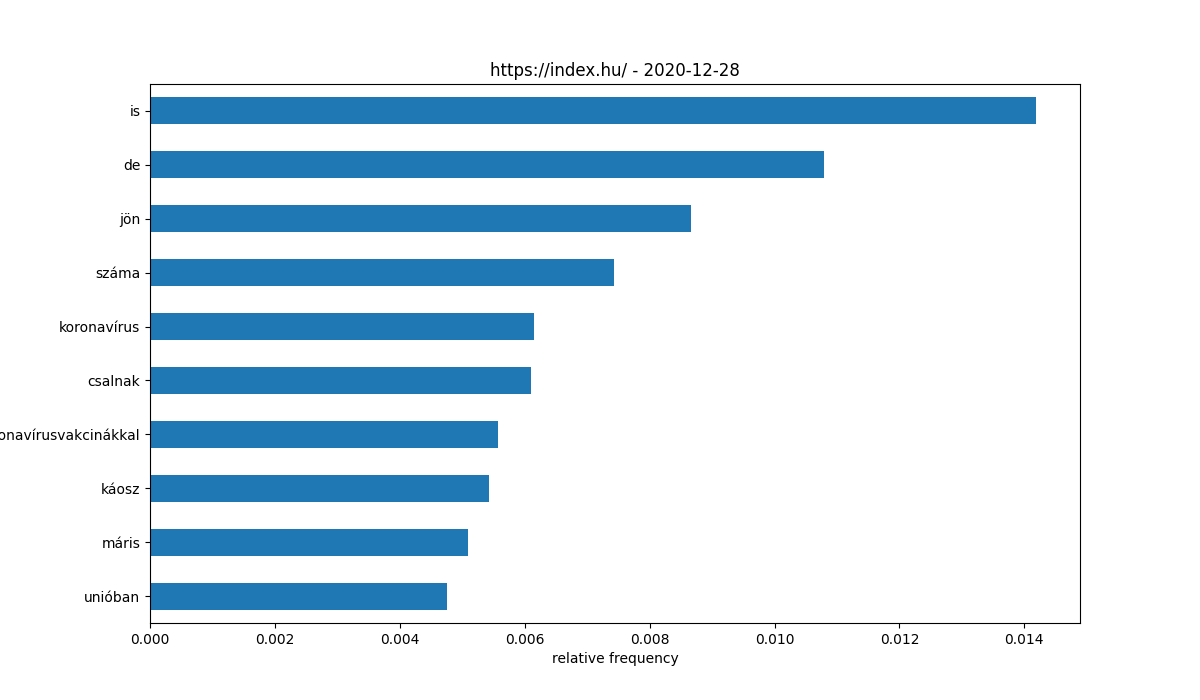 https://index.hu/ - 2020-12-28
is
de
jön
száma
koronavírus
csalnak
onavírusvakcinákkal
káosz
máris
unióban
0.000 0.002 0.004 0.006 0.008 0.010 0.012 0.014
relative frequency